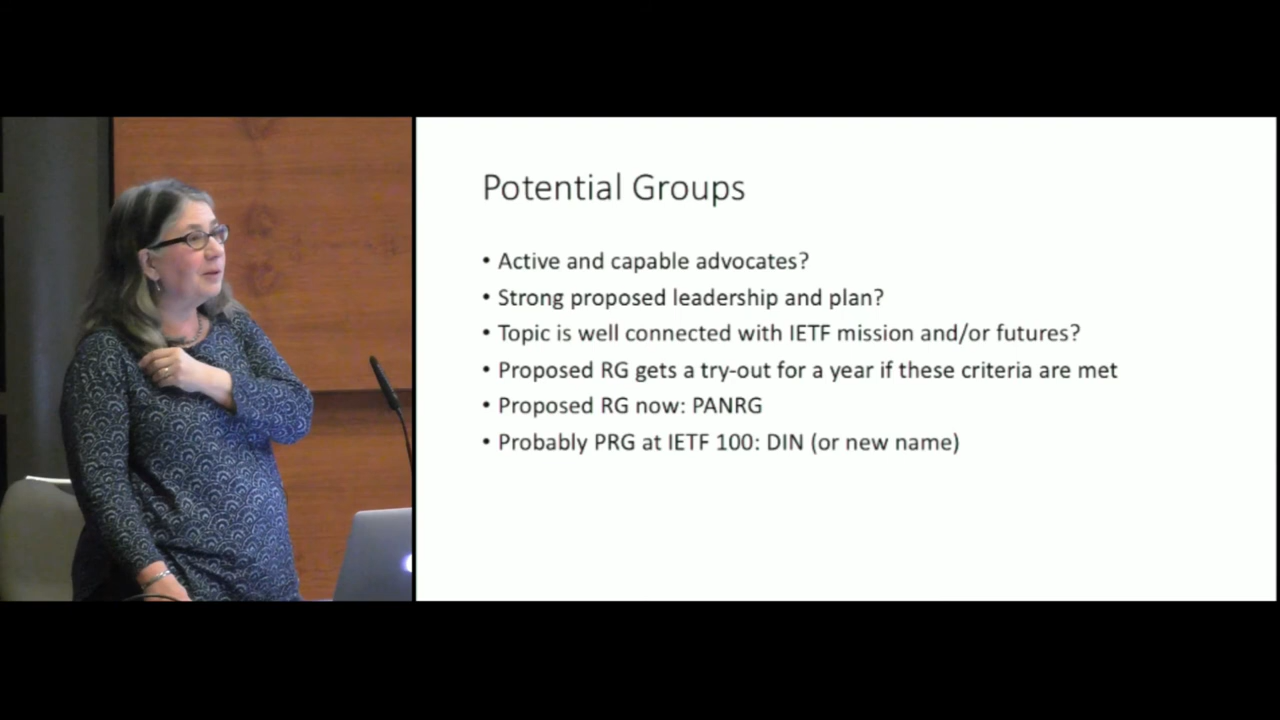 Potential Groups
• Active and capable advocates?
• Strong proposed leadership and plan?
• Topic is well connected with IETF mission and/or futures?
• Proposed RG gets a try-out for a year if these criteria are met
• Proposed RG now: PANRG
• Probably PRG at IETF 100: DIN (or new name)